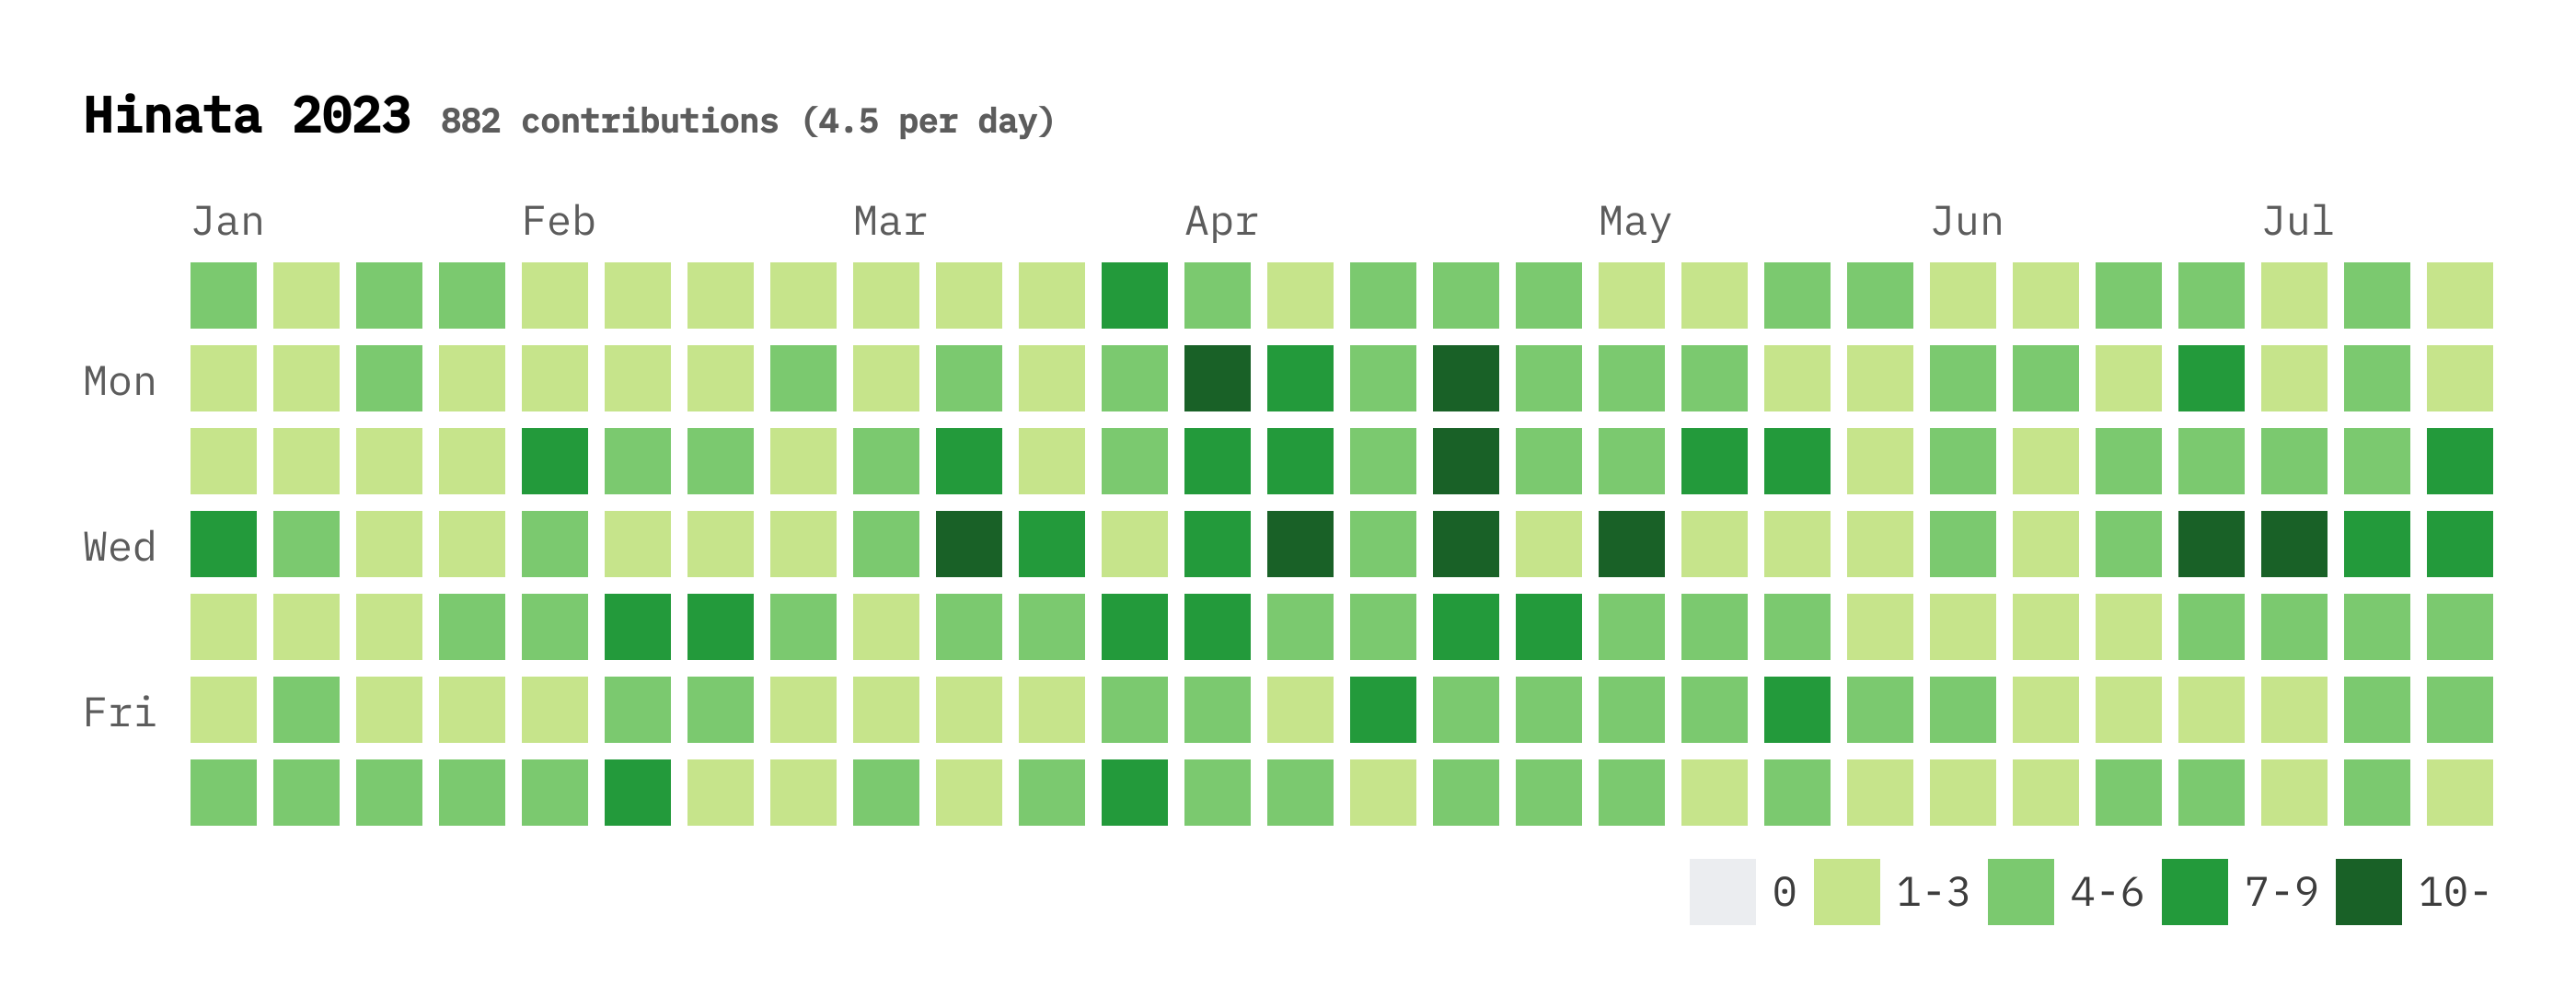 Hinata 2023 882 contributions (4.5 per day)
Jan Feb Mar Apr May Jun Jul
Mon
Wed
Fri
0 1-3 4-6 7-9 10-